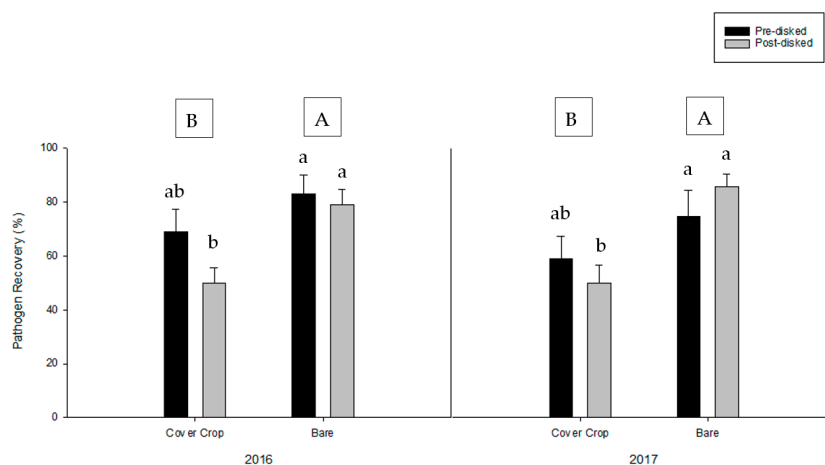 Pre-disked
Post-disked
B
A
B
A
100
80
60
40
20
0
Pathogen Recovery (%)
ab
b
a
a
ab
b
a
a
Cover Crop
Bare
Cover Crop
Bare
2016
2017